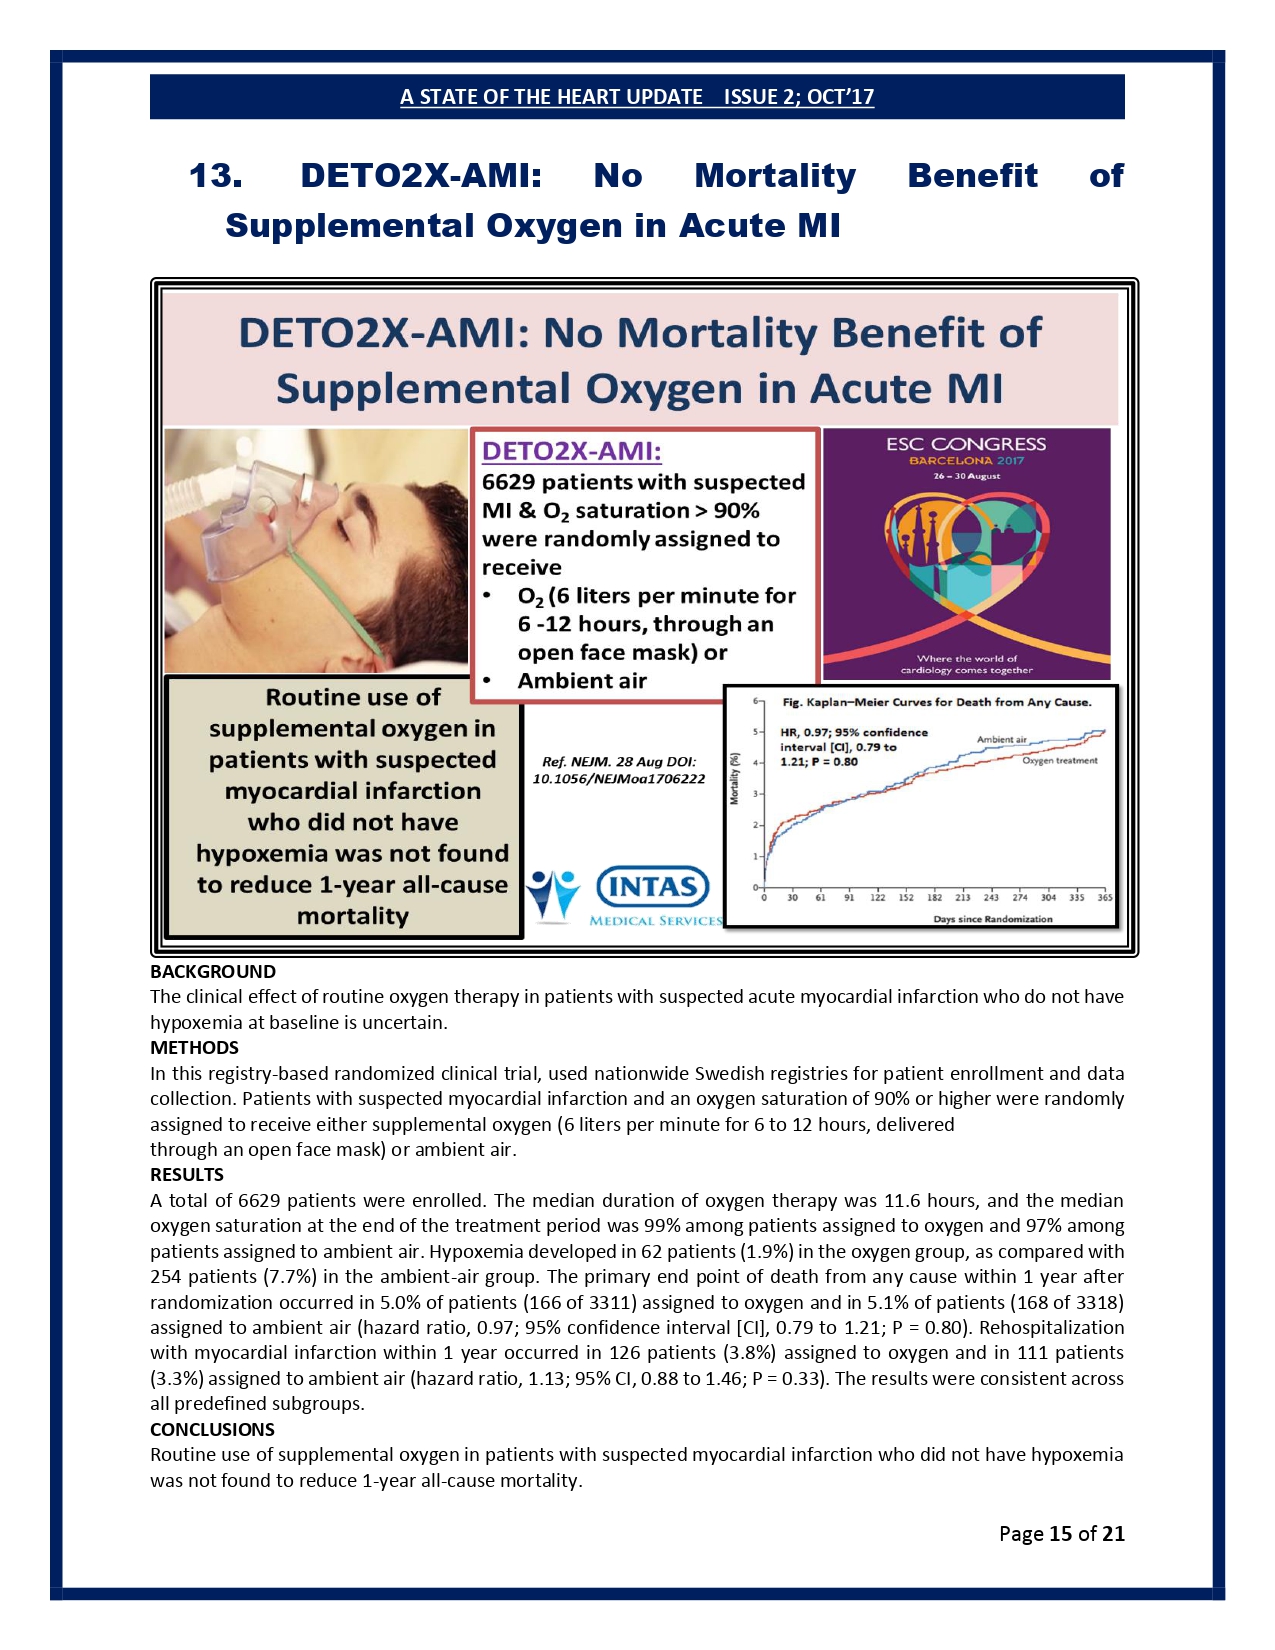 A STATE OF THE HEART UPDATE ISSUE 2; OCT’17
13. DETO2X-AMI: No Mortality Benefit of
Supplemental Oxygen in Acute MI
DETO2X-AMI: No Mortality Benefit of
Supplemental Oxygen in Acute MI
DETO2X-AMI:
6629 patients with suspected
MI & O₂ saturation > 90%
were randomly assigned to
receive
• O₂ (6 liters per minute for
6 -12 hours, through an
open face mask) or
• Ambient air
ESC CONGRESS
BARCELONA 2017
26 – 30 August
Where the world of
cardiology comes together
Routine use of
supplemental oxygen in
patients with suspected
myocardial infarction
who did not have
hypoxemia was not found
to reduce 1-year all-cause
mortality
Ref. NEJM. 28 Aug DOI:
10.1056/NEJMoa1706222
INTAS
MEDICAL SERVICES
Fig. Kaplan–Meier Curves for Death from Any Cause.
HR, 0.97; 95% confidence
interval [CI], 0.79 to
1.21; P = 0.80
Ambient air
Oxygen treatment
Mortality (%)
6
5
4
3
2
1
0
0 30 61 91 122 152 182 213 243 274 304 335 365
Days since Randomization
BACKGROUND
The clinical effect of routine oxygen therapy in patients with suspected acute myocardial infarction who do not have
hypoxemia at baseline is uncertain.
METHODS
In this registry-based randomized clinical trial, used nationwide Swedish registries for patient enrollment and data
collection. Patients with suspected myocardial infarction and an oxygen saturation of 90% or higher were randomly
assigned to receive either supplemental oxygen (6 liters per minute for 6 to 12 hours, delivered
through an open face mask) or ambient air.
RESULTS
A total of 6629 patients were enrolled. The median duration of oxygen therapy was 11.6 hours, and the median
oxygen saturation at the end of the treatment period was 99% among patients assigned to oxygen and 97% among
patients assigned to ambient air. Hypoxemia developed in 62 patients (1.9%) in the oxygen group, as compared with
254 patients (7.7%) in the ambient-air group. The primary end point of death from any cause within 1 year after
randomization occurred in 5.0% of patients (166 of 3311) assigned to oxygen and in 5.1% of patients (168 of 3318)
assigned to ambient air (hazard ratio, 0.97; 95% confidence interval [CI], 0.79 to 1.21; P = 0.80). Rehospitalization
with myocardial infarction within 1 year occurred in 126 patients (3.8%) assigned to oxygen and in 111 patients
(3.3%) assigned to ambient air (hazard ratio, 1.13; 95% CI, 0.88 to 1.46; P = 0.33). The results were consistent across
all predefined subgroups.
CONCLUSIONS
Routine use of supplemental oxygen in patients with suspected myocardial infarction who did not have hypoxemia
was not found to reduce 1-year all-cause mortality.
Page 15 of 21